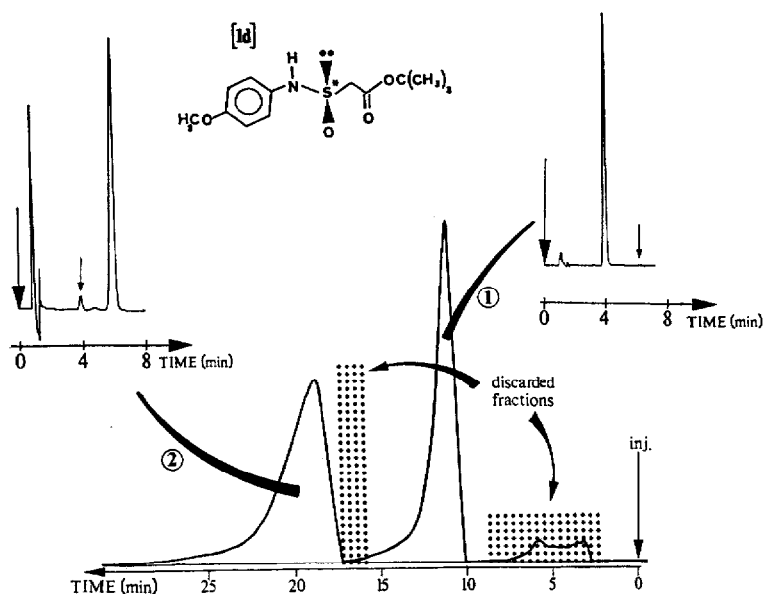 [1d]
H
N
S*
O
OC(CH₃)₃
O
H₃CO
0 4 8 TIME (min)
①
0 4 8
TIME (min)
discarded
fractions
②
inj.
TIME (min) 25 20 15 10 5 0